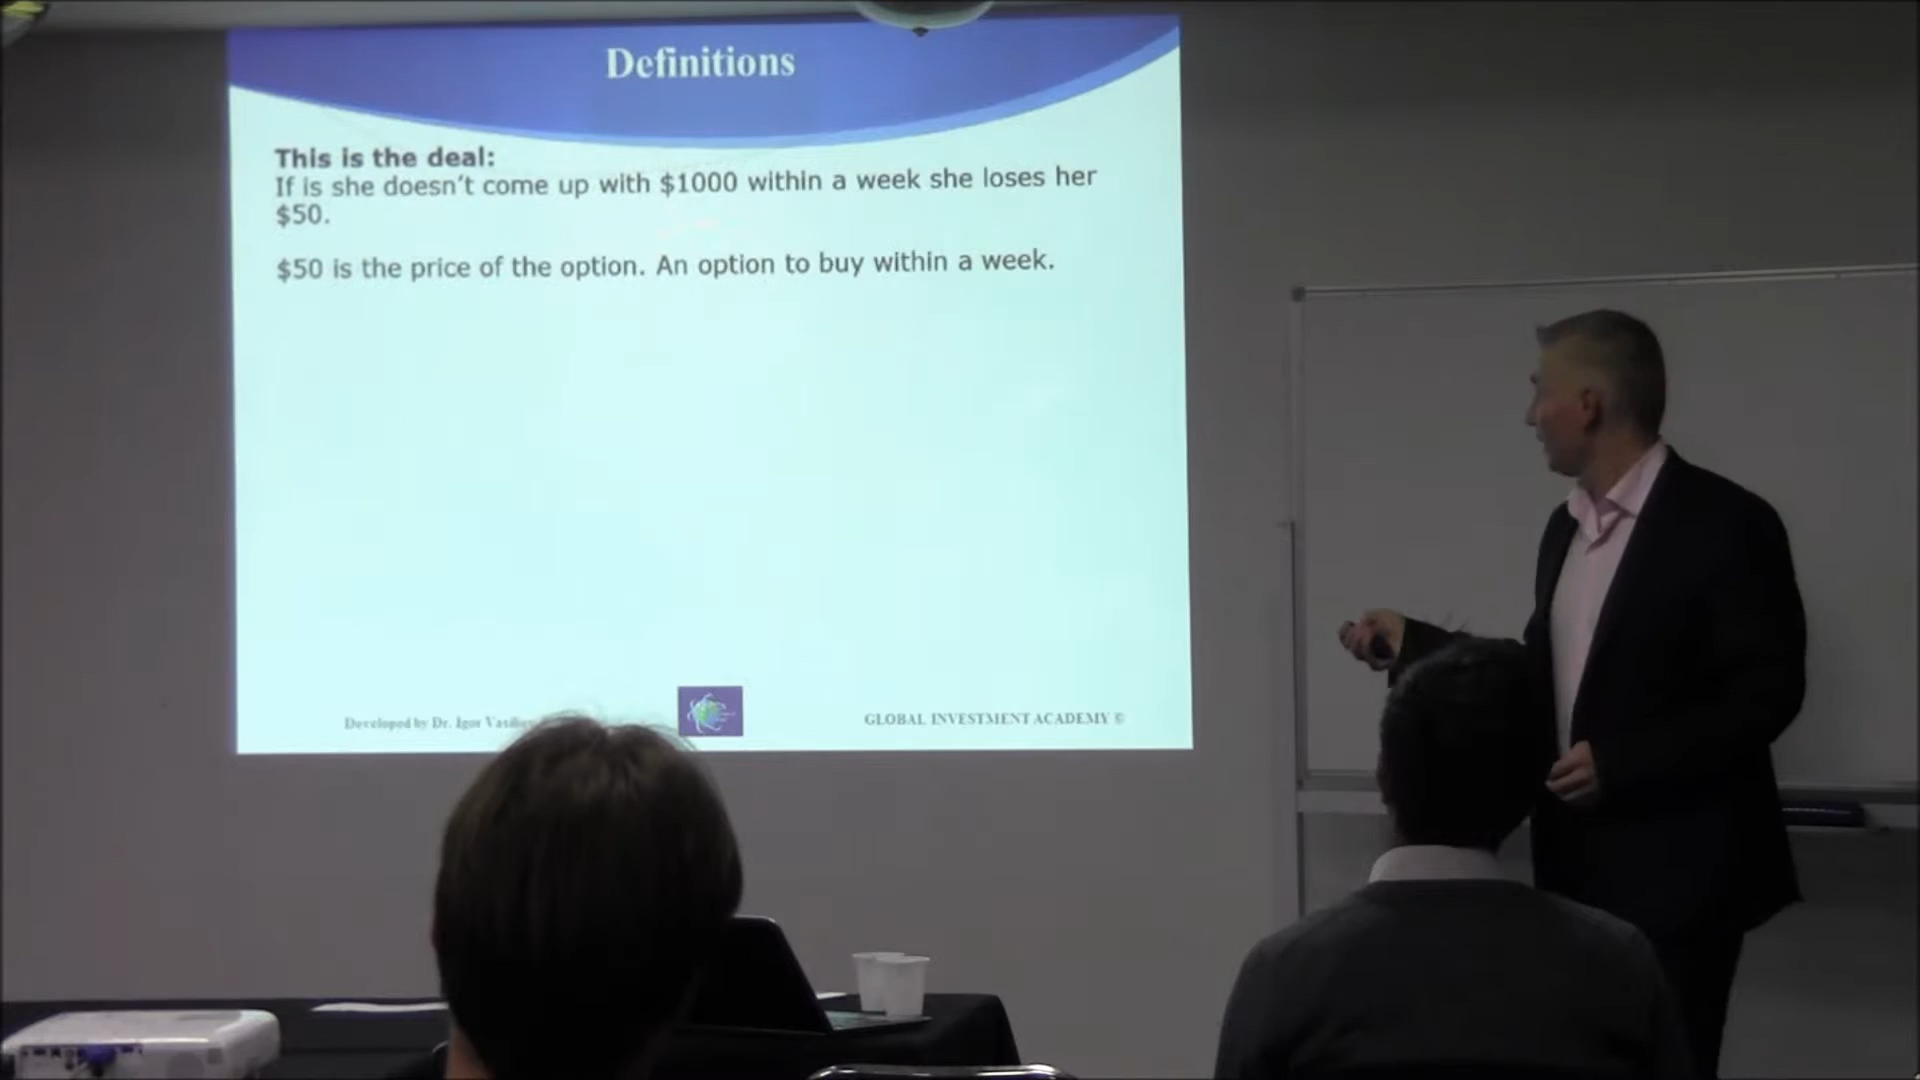 Definitions
This is the deal:
If is she doesn't come up with $1000 within a week she loses her
$50.
$50 is the price of the option. An option to buy within a week.
Developed by Dr. Igor
GLOBAL INVESTMENT ACADEMY ©